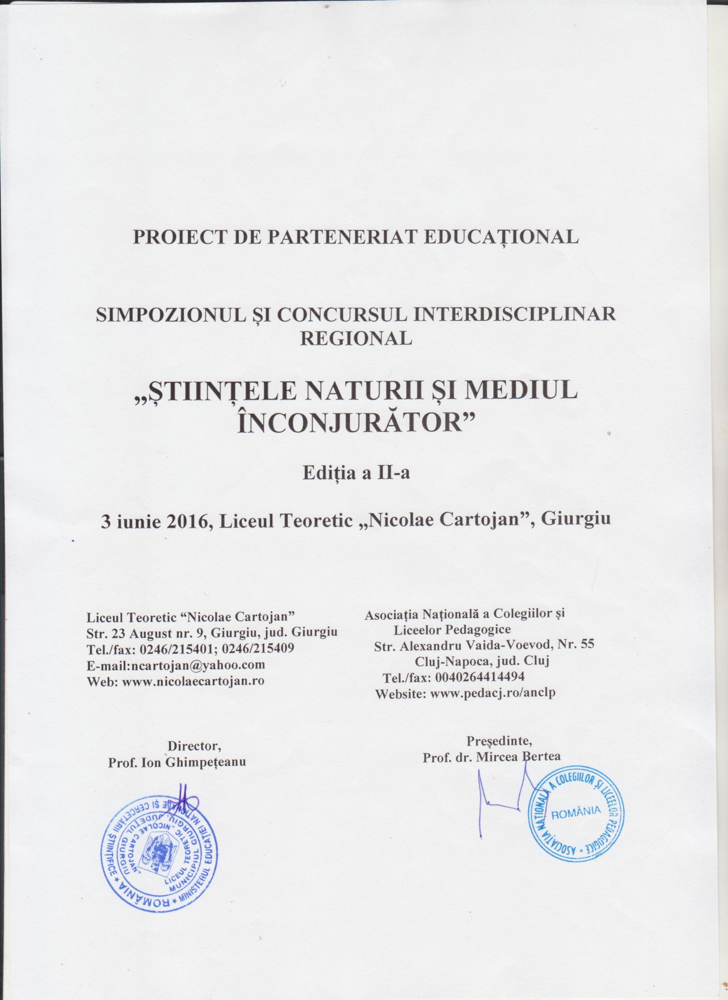 PROIECT DE PARTENERIAT EDUCAȚIONAL
SIMPOZIONUL ȘI CONCURSUL INTERDISCIPLINAR
REGIONAL
„ȘTIINȚELE NATURII ȘI MEDIUL
ÎNCONJURĂTOR”
Ediția a II-a
3 iunie 2016, Liceul Teoretic „Nicolae Cartojan”, Giurgiu
Liceul Teoretic “Nicolae Cartojan”
Str. 23 August nr. 9, Giurgiu, jud. Giurgiu
Tel./fax: 0246/215401; 0246/215409
E-mail:ncartojan@yahoo.com
Web: www.nicolaecartojan.ro
Asociația Națională a Colegiilor și
Liceelor Pedagogice
Str. Alexandru Vaida-Voevod, Nr. 55
Cluj-Napoca, jud. Cluj
Tel./fax: 0040264414494
Website: www.pedacj.ro/anclp
Director,
Prof. Ion Ghimpețeanu
Președinte,
Prof. dr. Mircea Bertea
ROMÂNIA * MINISTERUL EDUCAȚIEI NAȚIONALE ȘI CERCETĂRII ȘTIINȚIFICE *
MUNICIPIUL GIURGIU, JUDEȚUL GIURGIU
LICEUL TEORETIC „NICOLAE CARTOJAN”
ASOCIAȚIA NAȚIONALĂ A COLEGIILOR ȘI LICEELOR PEDAGOGICE *
ROMÂNIA